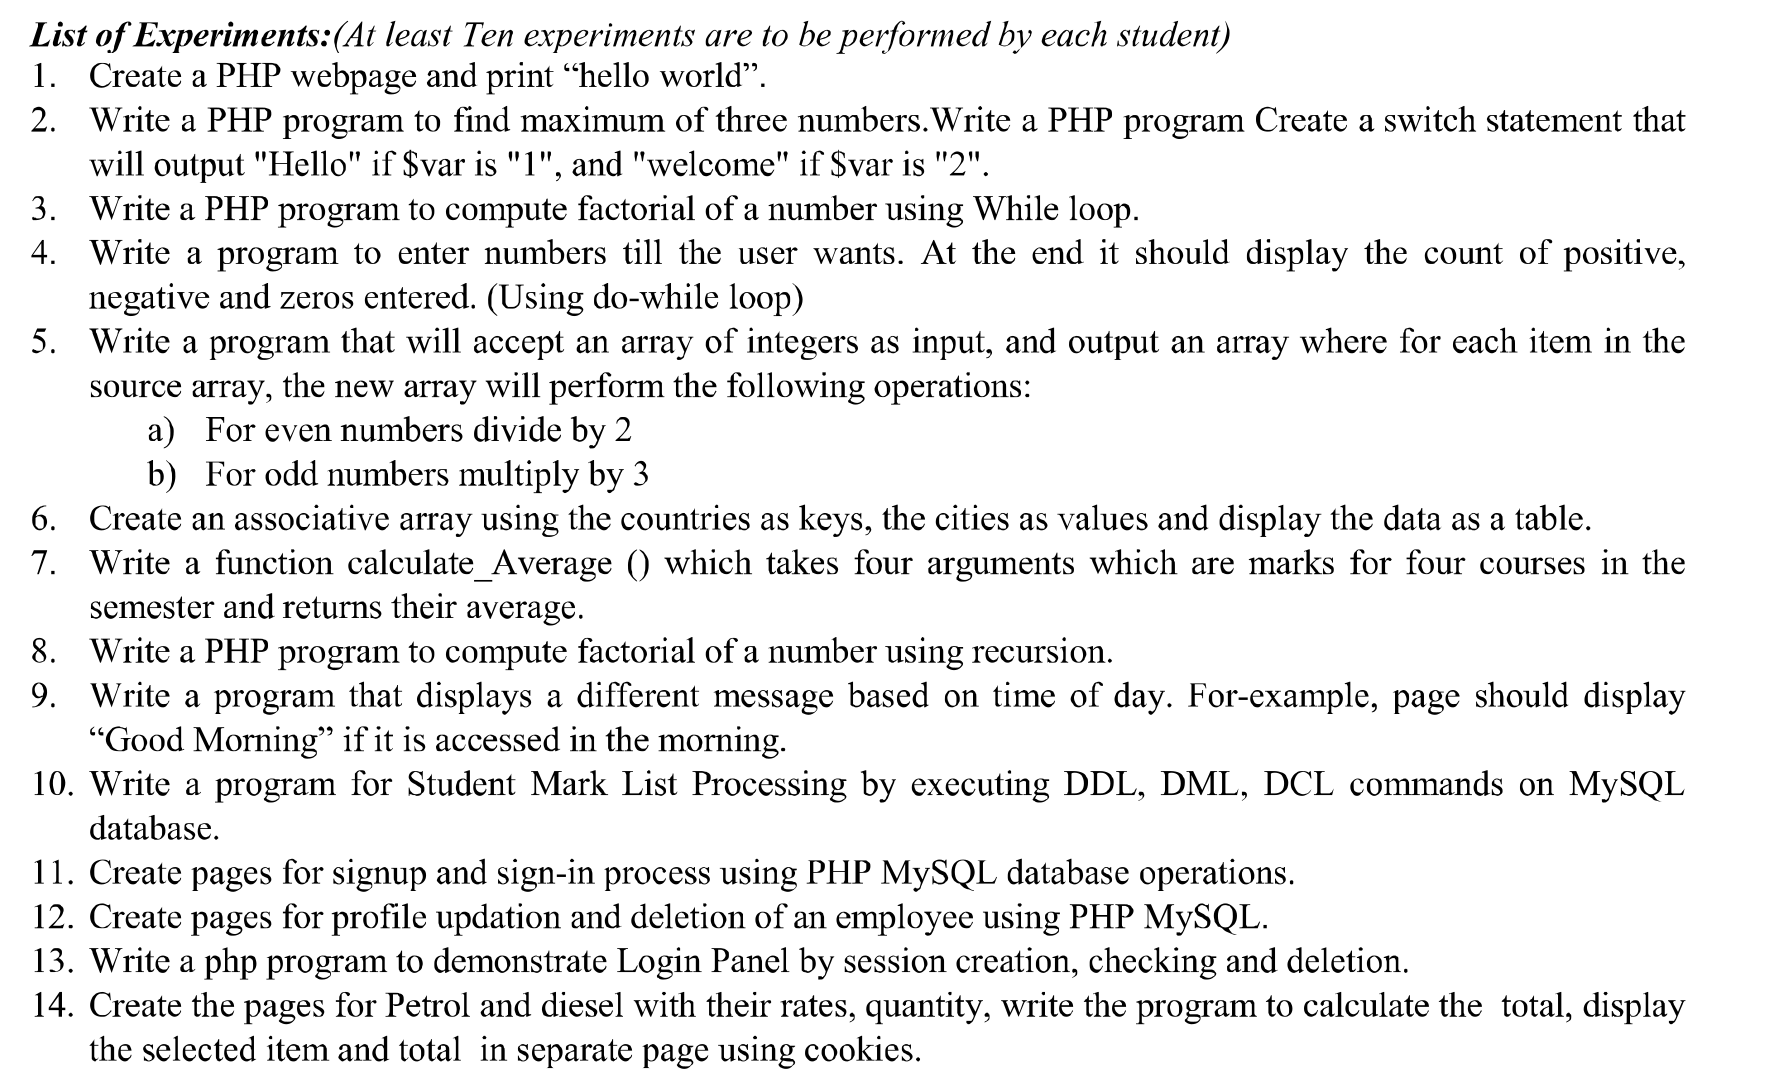 List of Experiments:(At least Ten experiments are to be performed by each student)
1. Create a PHP webpage and print “hello world”.
2. Write a PHP program to find maximum of three numbers.Write a PHP program Create a switch statement that
will output "Hello" if $var is "1", and "welcome" if $var is "2".
3. Write a PHP program to compute factorial of a number using While loop.
4. Write a program to enter numbers till the user wants. At the end it should display the count of positive,
negative and zeros entered. (Using do-while loop)
5. Write a program that will accept an array of integers as input, and output an array where for each item in the
source array, the new array will perform the following operations:
a) For even numbers divide by 2
b) For odd numbers multiply by 3
6. Create an associative array using the countries as keys, the cities as values and display the data as a table.
7. Write a function calculate_Average () which takes four arguments which are marks for four courses in the
semester and returns their average.
8. Write a PHP program to compute factorial of a number using recursion.
9. Write a program that displays a different message based on time of day. For-example, page should display
“Good Morning” if it is accessed in the morning.
10. Write a program for Student Mark List Processing by executing DDL, DML, DCL commands on MySQL
database.
11. Create pages for signup and sign-in process using PHP MySQL database operations.
12. Create pages for profile updation and deletion of an employee using PHP MySQL.
13. Write a php program to demonstrate Login Panel by session creation, checking and deletion.
14. Create the pages for Petrol and diesel with their rates, quantity, write the program to calculate the total, display
the selected item and total in separate page using cookies.